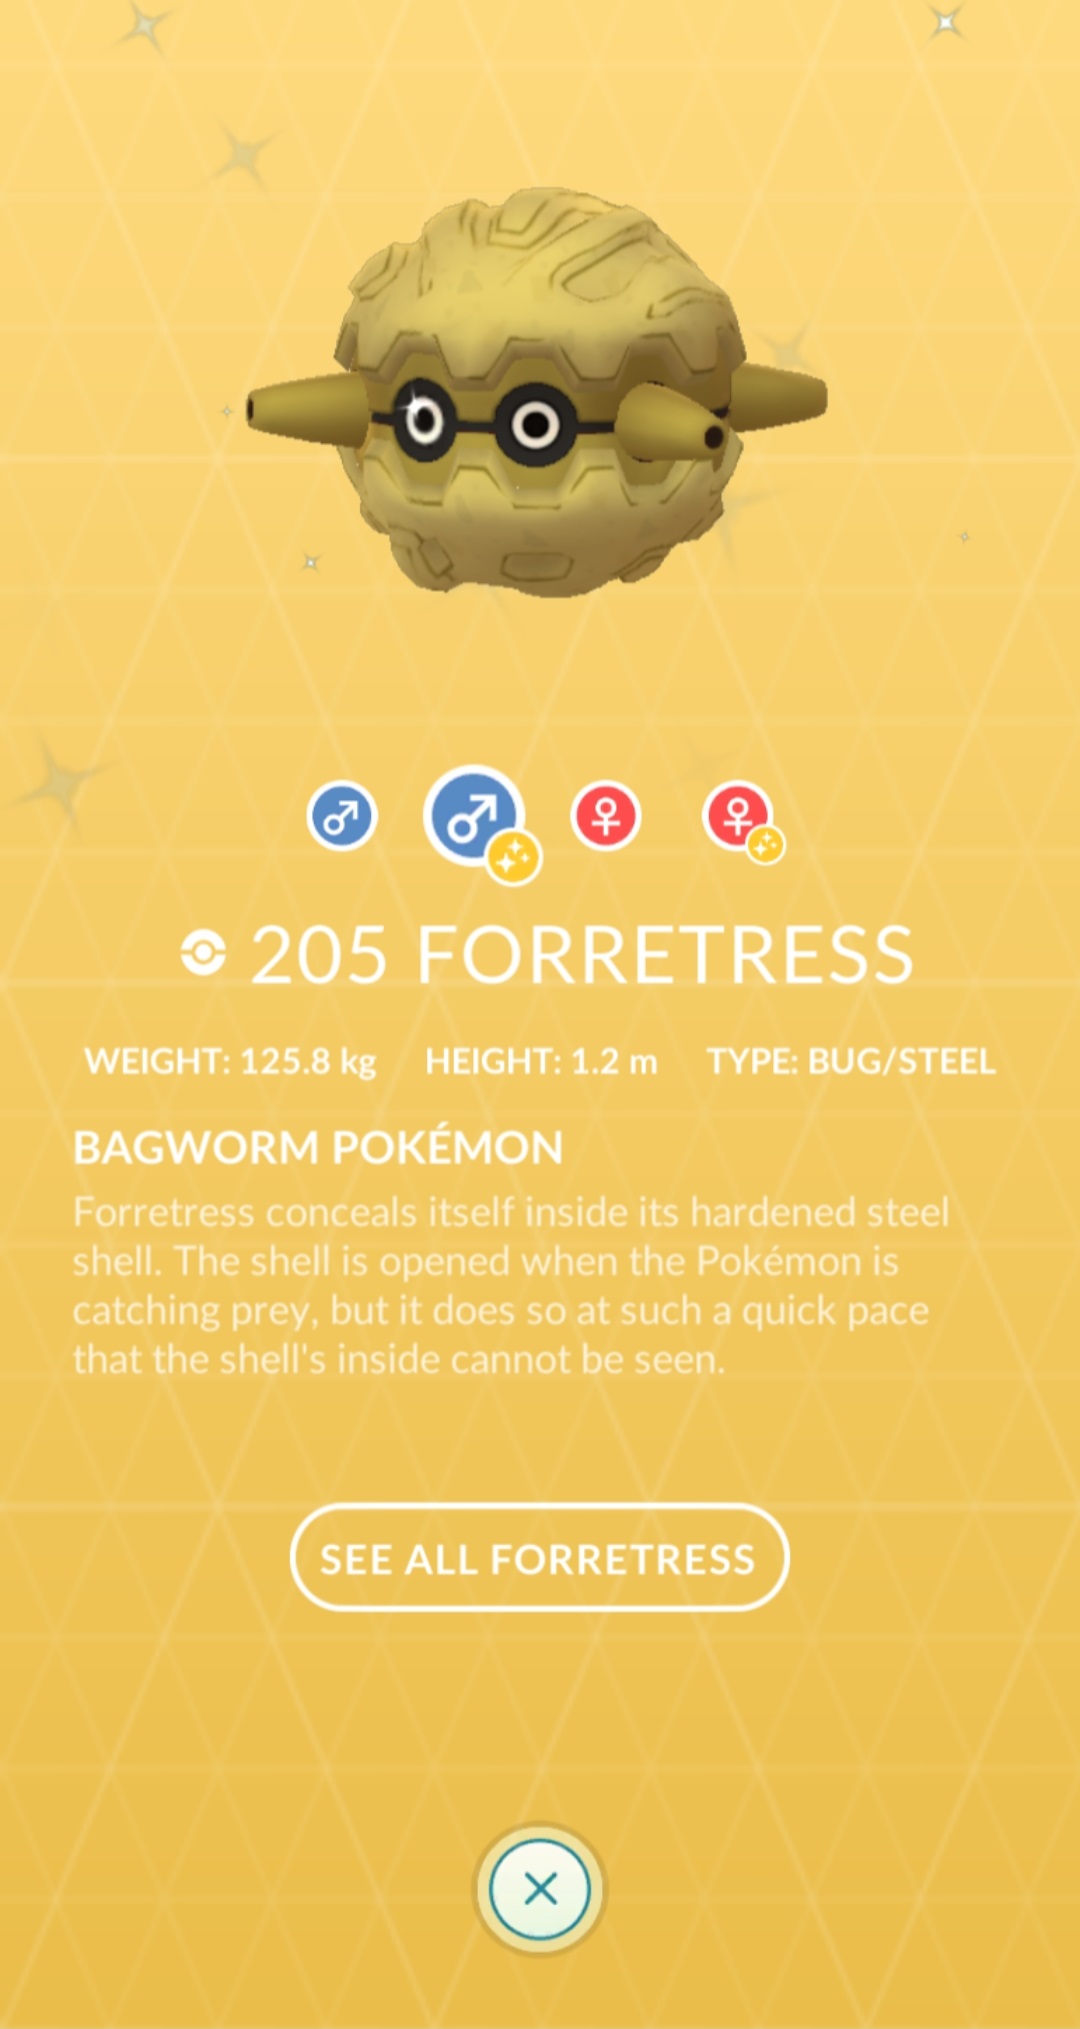 205 FORRETRESS
WEIGHT: 125.8 kg HEIGHT: 1.2 m TYPE: BUG/STEEL
BAGWORM POKÉMON
Forretress conceals itself inside its hardened steel
shell. The shell is opened when the Pokémon is
catching prey, but it does so at such a quick pace
that the shell's inside cannot be seen.
SEE ALL FORRETRESS